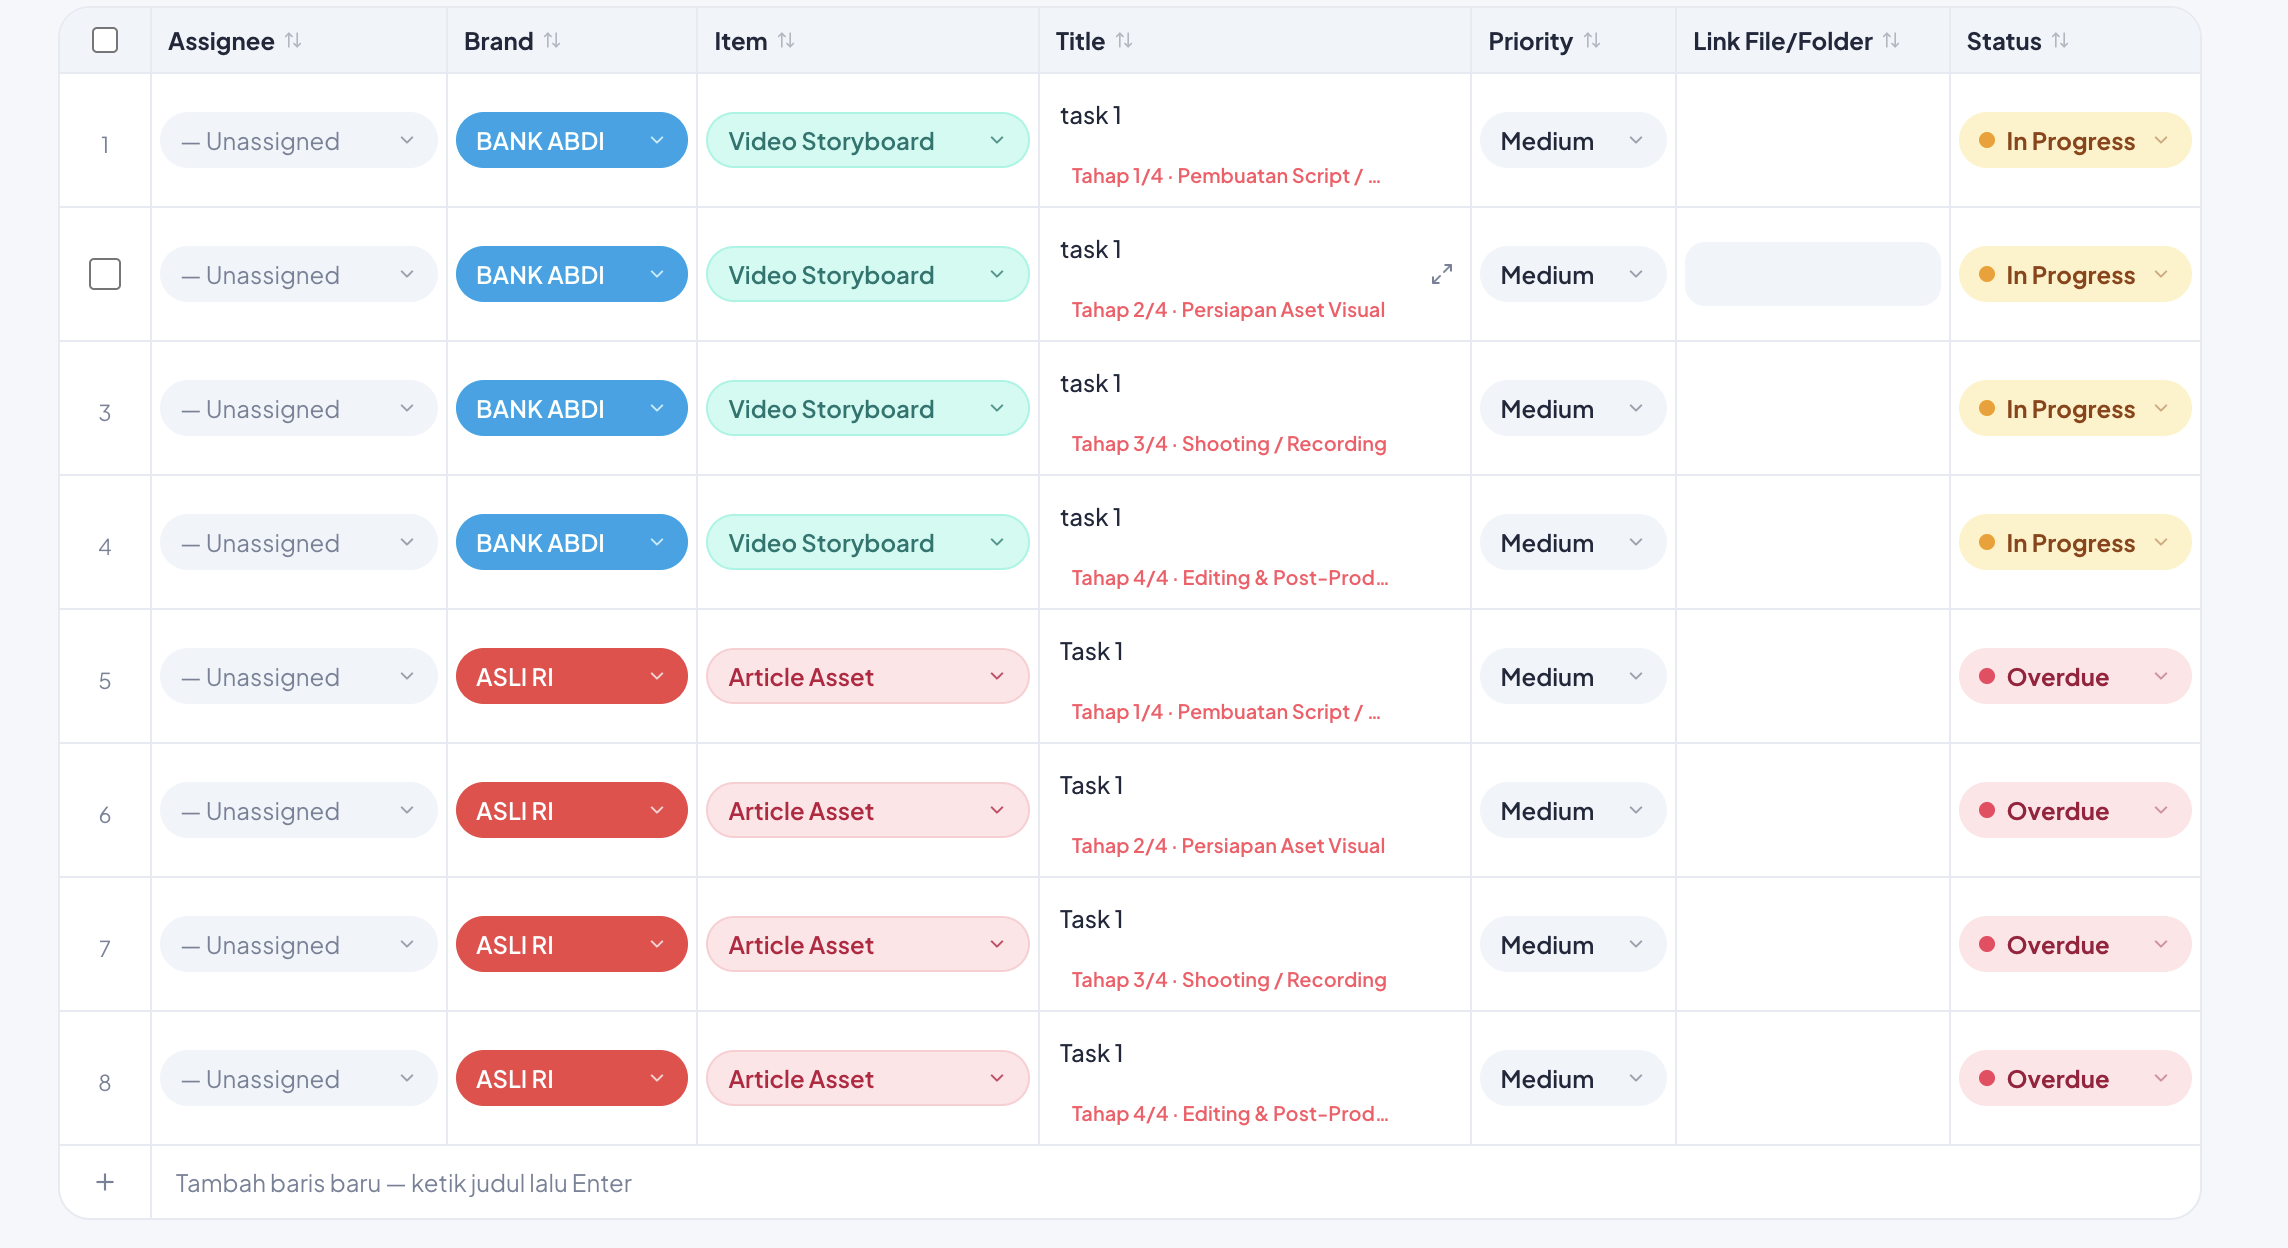 Assignee Brand Item Title Priority Link File/Folder Status
task 1
1 — Unassigned BANK ABDI Video Storyboard Medium In Progress
Tahap 1/4 · Pembuatan Script / ...
task 1
— Unassigned BANK ABDI Video Storyboard Medium In Progress
Tahap 2/4 · Persiapan Aset Visual
task 1
3 — Unassigned BANK ABDI Video Storyboard Medium In Progress
Tahap 3/4 · Shooting / Recording
task 1
4 — Unassigned BANK ABDI Video Storyboard Medium In Progress
Tahap 4/4 · Editing & Post-Prod...
Task 1
5 — Unassigned ASLI RI Article Asset Medium Overdue
Tahap 1/4 · Pembuatan Script / ...
Task 1
6 — Unassigned ASLI RI Article Asset Medium Overdue
Tahap 2/4 · Persiapan Aset Visual
Task 1
7 — Unassigned ASLI RI Article Asset Medium Overdue
Tahap 3/4 · Shooting / Recording
Task 1
8 — Unassigned ASLI RI Article Asset Medium Overdue
Tahap 4/4 · Editing & Post-Prod...
+ Tambah baris baru — ketik judul lalu Enter